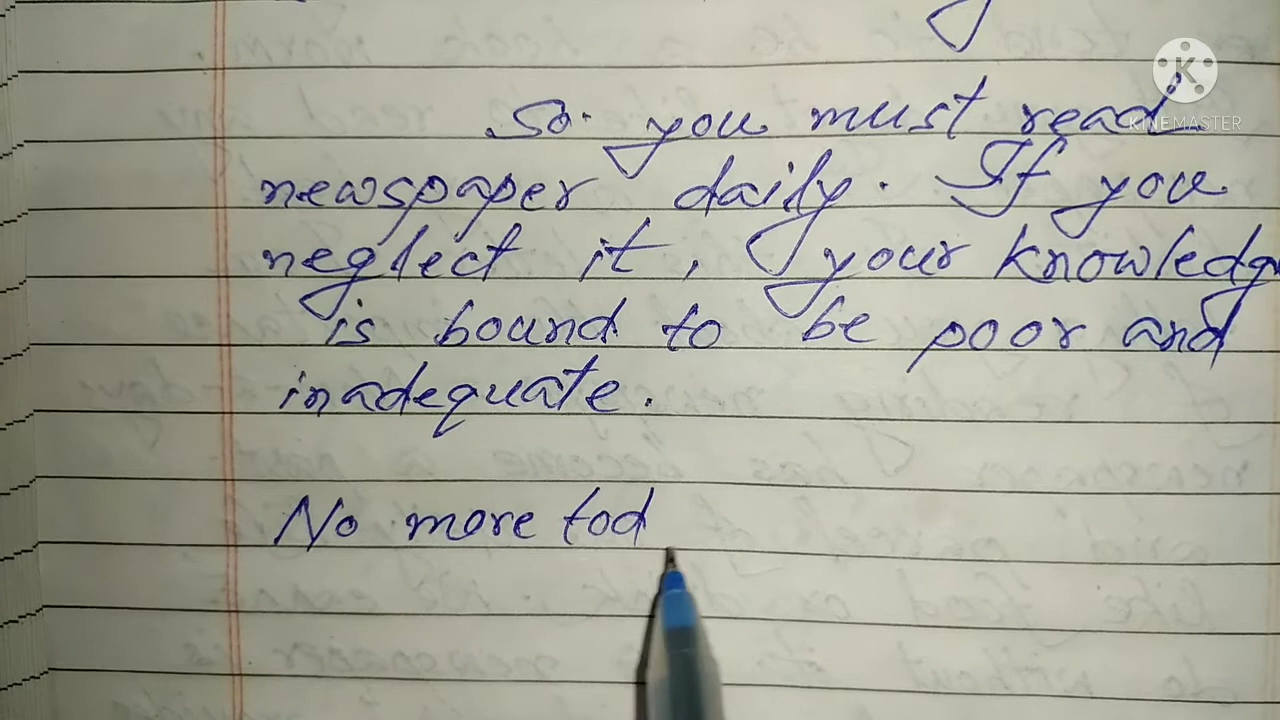 KINEMASTER
So. you must read
newspaper daily. If you
neglect it, your knowledge
is bound to be poor and
inadequate.
No more tod